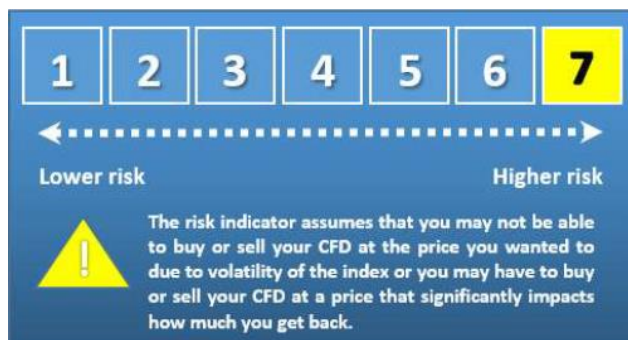 1 2 3 4 5 6 7
Lower risk Higher risk
!
The risk indicator assumes that you may not be able
to buy or sell your CFD at the price you wanted to
due to volatility of the index or you may have to buy
or sell your CFD at a price that significantly impacts
how much you get back.